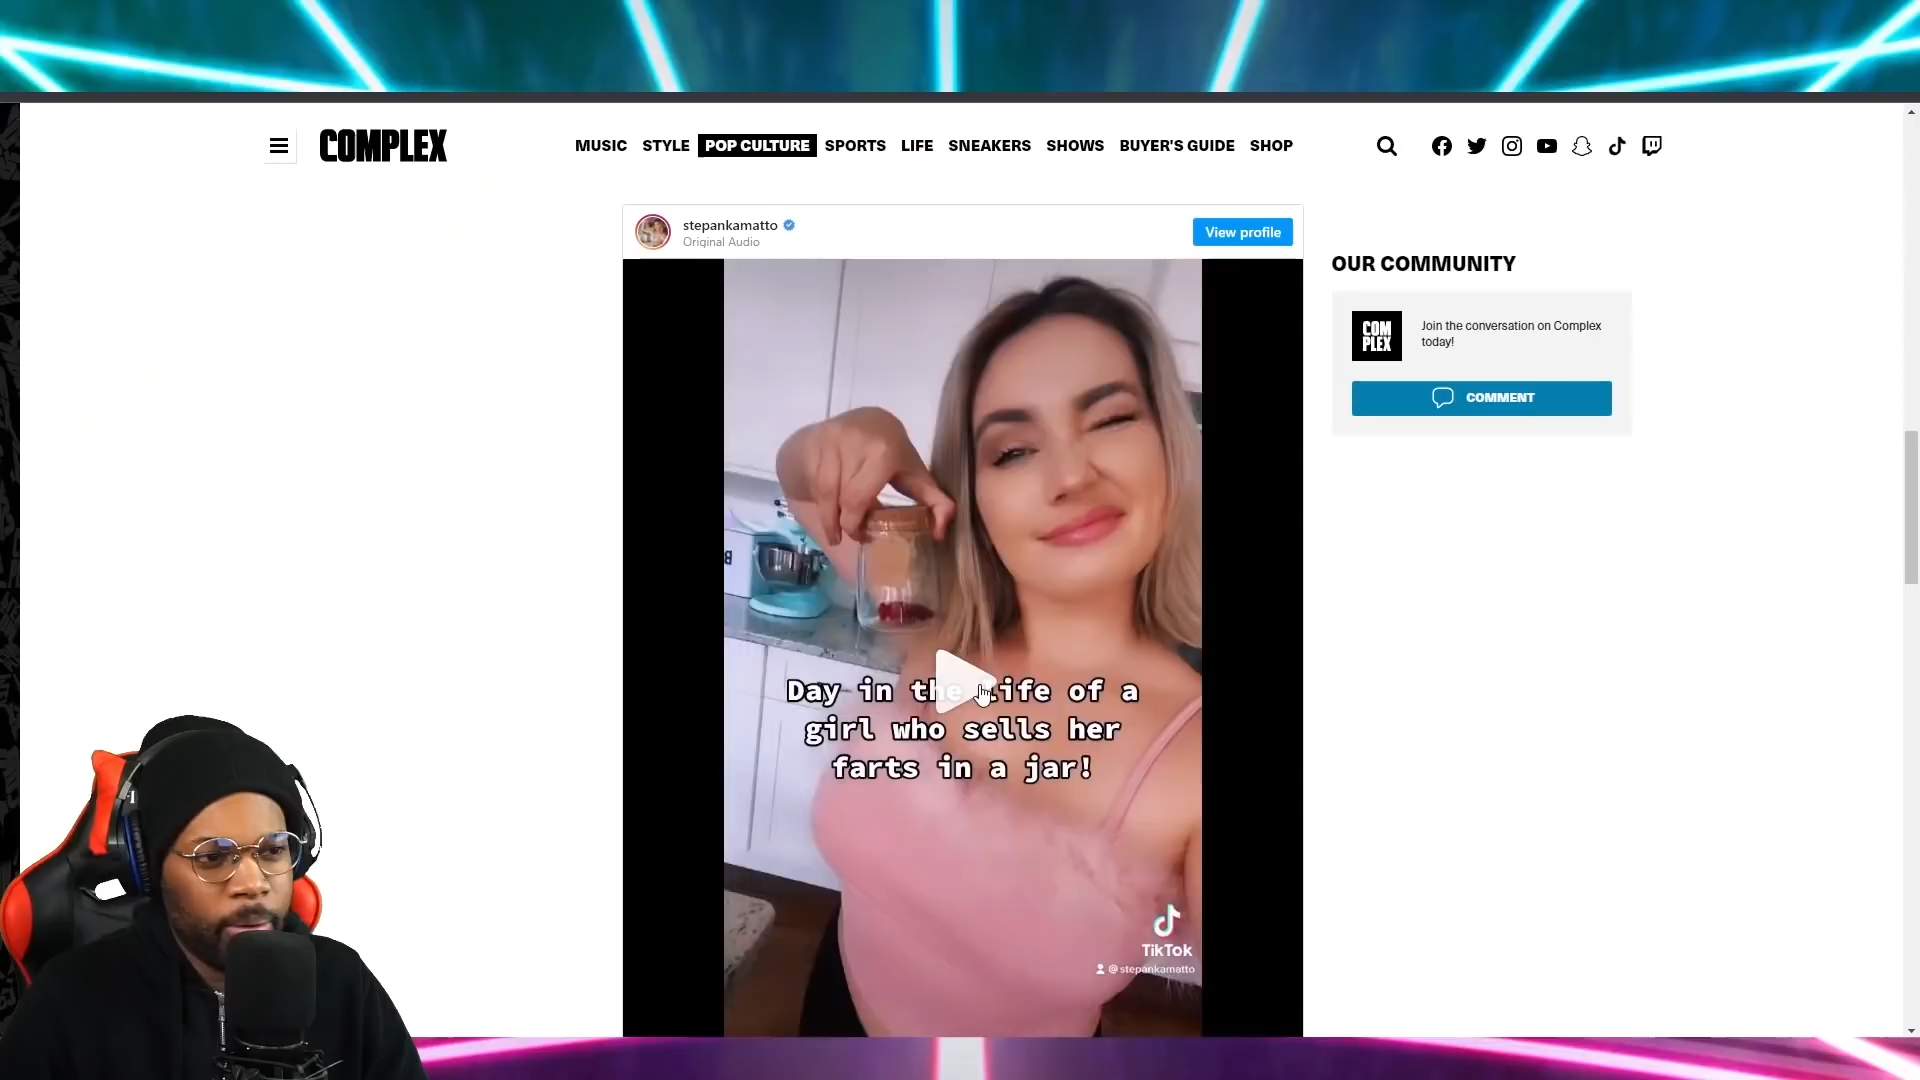 COMPLEX
MUSIC STYLE POP CULTURE SPORTS LIFE SNEAKERS SHOWS BUYER'S GUIDE SHOP
stepankamatto
Original Audio
View profile
OUR COMMUNITY
COM
PLEX
Join the conversation on Complex
today!
COMMENT
Day in the life of a
girl who sells her
farts in a jar!
TikTok
@stepankamatto